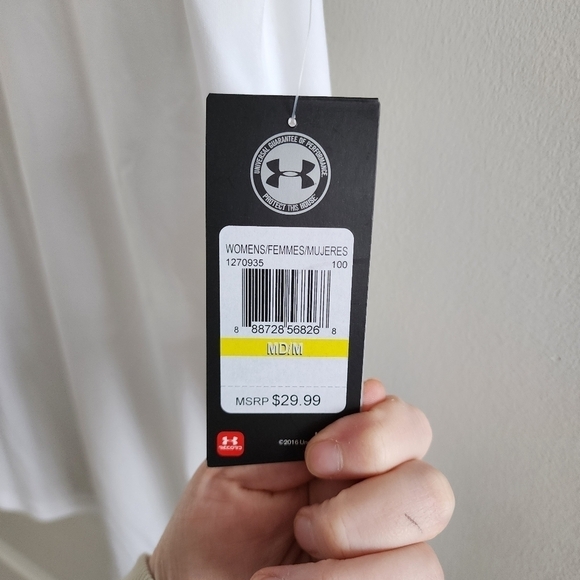 UNIVERSAL GUARANTEE OF PERFORMANCE
PROTECT THIS HOUSE
WOMENS/FEMMES/MUJERES
1270935 100
8 88728 56826 8
MD/M
MSRP $29.99
©2016